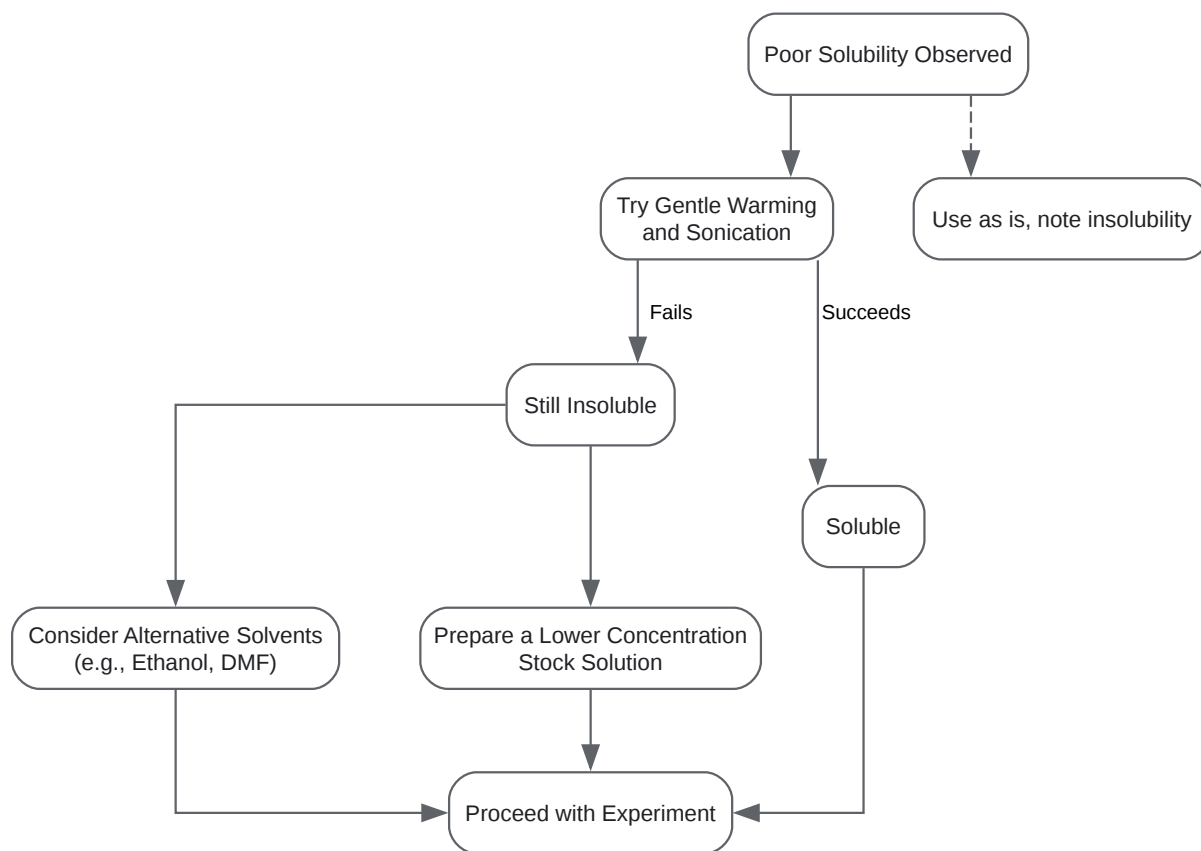 Poor Solubility Observed
Try Gentle Warming
and Sonication
Use as is, note insolubility
Fails
Succeeds
Still Insoluble
Soluble
Consider Alternative Solvents
(e.g., Ethanol, DMF)
Prepare a Lower Concentration
Stock Solution
Proceed with Experiment